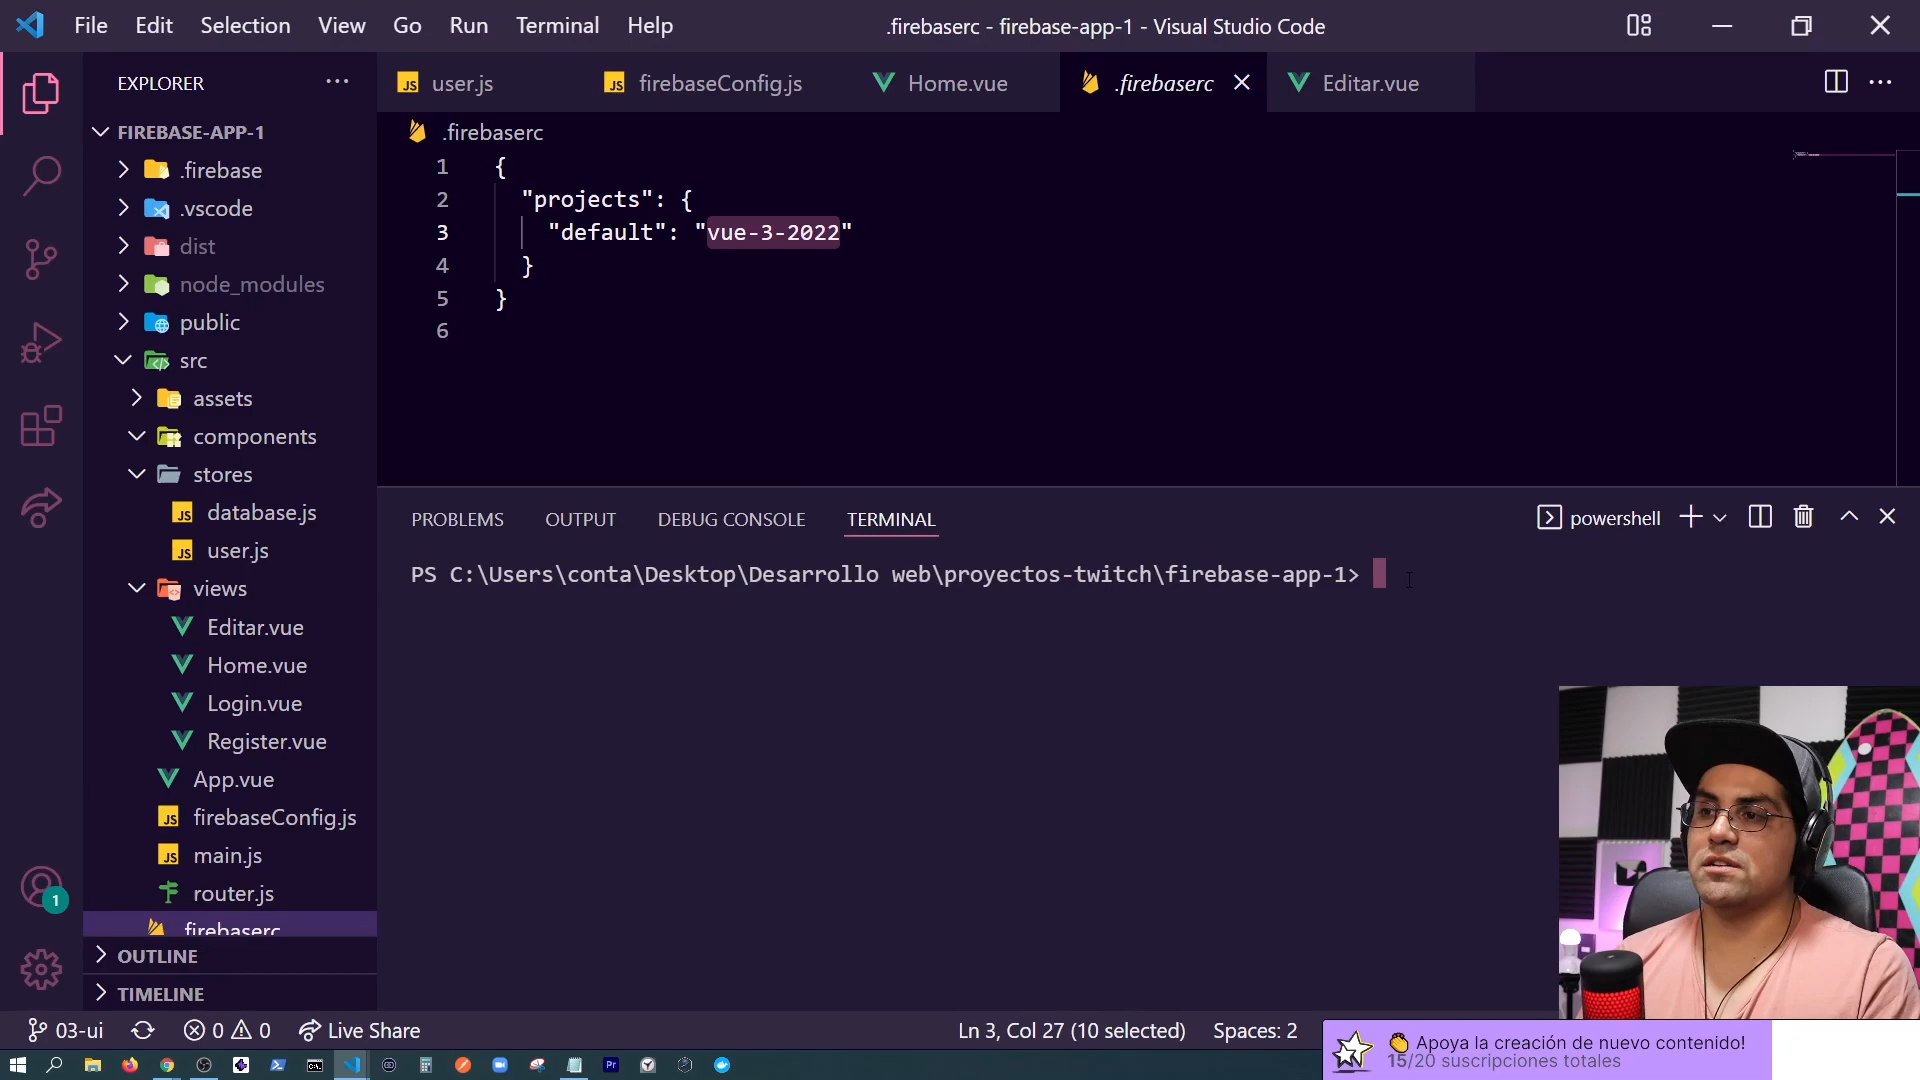 File Edit Selection View Go Run Terminal Help
.firebaserc - firebase-app-1 - Visual Studio Code
EXPLORER
FIREBASE-APP-1
.firebase
.vscode
dist
node_modules
public
src
assets
components
stores
database.js
user.js
views
Editar.vue
Home.vue
Login.vue
Register.vue
App.vue
firebaseConfig.js
main.js
router.js
.firebaserc
OUTLINE
TIMELINE
user.js firebaseConfig.js Home.vue .firebaserc Editar.vue
.firebaserc
1 {
2 "projects": {
3 "default": "vue-3-2022"
4 }
5 }
6
PROBLEMS OUTPUT DEBUG CONSOLE TERMINAL
powershell
PS C:\Users\conta\Desktop\Desarrollo web\proyectos-twitch\firebase-app-1>
1
03-ui 0 0 Live Share
Ln 3, Col 27 (10 selected) Spaces: 2
Apoya la creación de nuevo contenido!
15/20 suscripciones totales